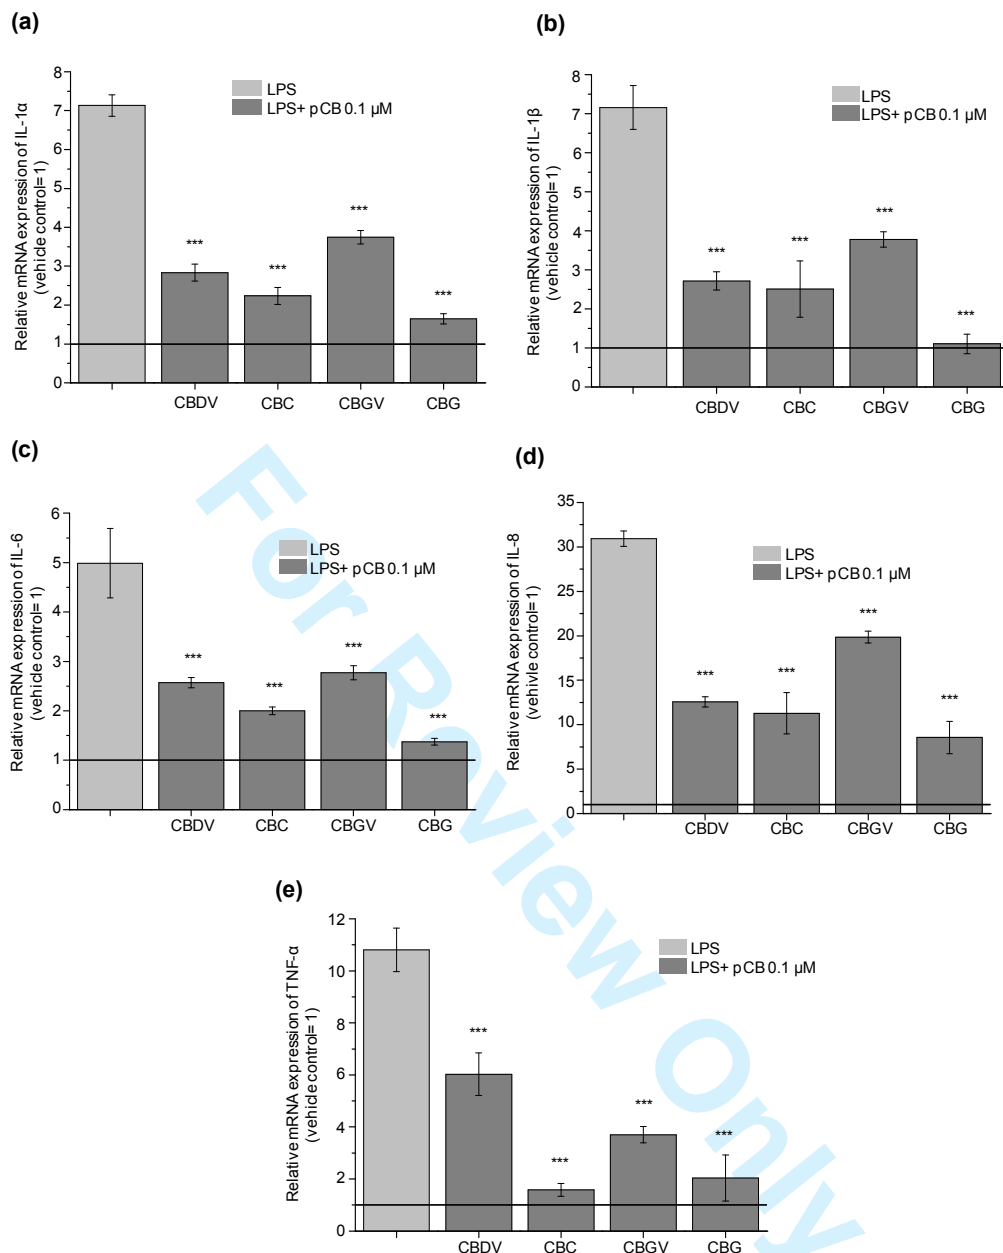 (a)
Relative mRNA expression of IL-1α
(vehicle control=1)
8
7
6
5
4
3
2
1
0
LPS
LPS+ pCB 0.1 µM
***
***
***
***
CBDV CBC CBGV CBG
(b)
Relative mRNA expression of IL-1β
(vehicle control=1)
8
7
6
5
4
3
2
1
0
LPS
LPS+ pCB 0.1 µM
***
***
***
***
CBDV CBC CBGV CBG
(c)
Relative mRNA expression of IL-6
(vehicle control=1)
6
5
4
3
2
1
0
LPS
LPS+ pCB 0.1 µM
***
***
***
***
CBDV CBC CBGV CBG
(d)
Relative mRNA expression of IL-8
(vehivle control=1)
35
30
25
20
15
10
5
0
LPS
LPS+ pCB 0.1 µM
***
***
***
***
CBDV CBC CBGV CBG
(e)
Relative mRNA expression of TNF-α
(vehicle control=1)
12
10
8
6
4
2
0
LPS
LPS+ pCB 0.1 µM
***
***
***
***
CBDV CBC CBGV CBG
For Review Only